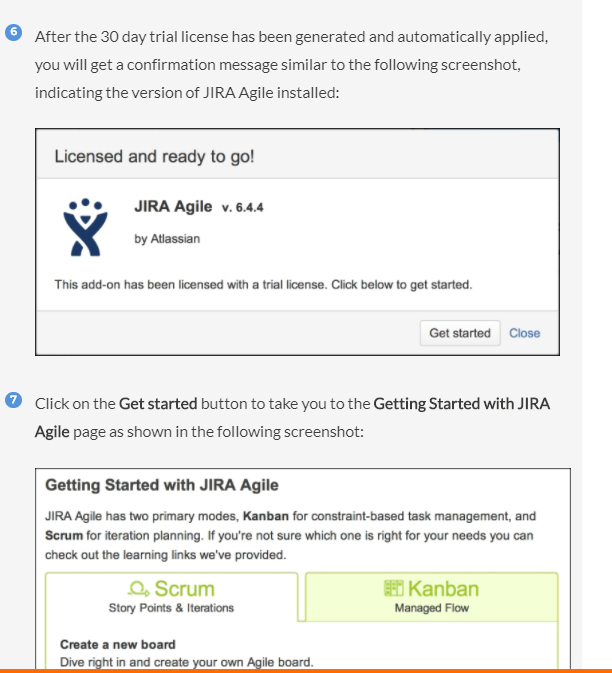 6
After the 30 day trial license has been generated and automatically applied,
you will get a confirmation message similar to the following screenshot,
indicating the version of JIRA Agile installed:
Licensed and ready to go!
JIRA Agile v. 6.4.4
by Atlassian
This add-on has been licensed with a trial license. Click below to get started.
Get started Close
7
Click on the Get started button to take you to the Getting Started with JIRA
Agile page as shown in the following screenshot:
Getting Started with JIRA Agile
JIRA Agile has two primary modes, Kanban for constraint-based task management, and
Scrum for iteration planning. If you're not sure which one is right for your needs you can
check out the learning links we've provided.
Scrum
Story Points & Iterations
Kanban
Managed Flow
Create a new board
Dive right in and create your own Agile board.